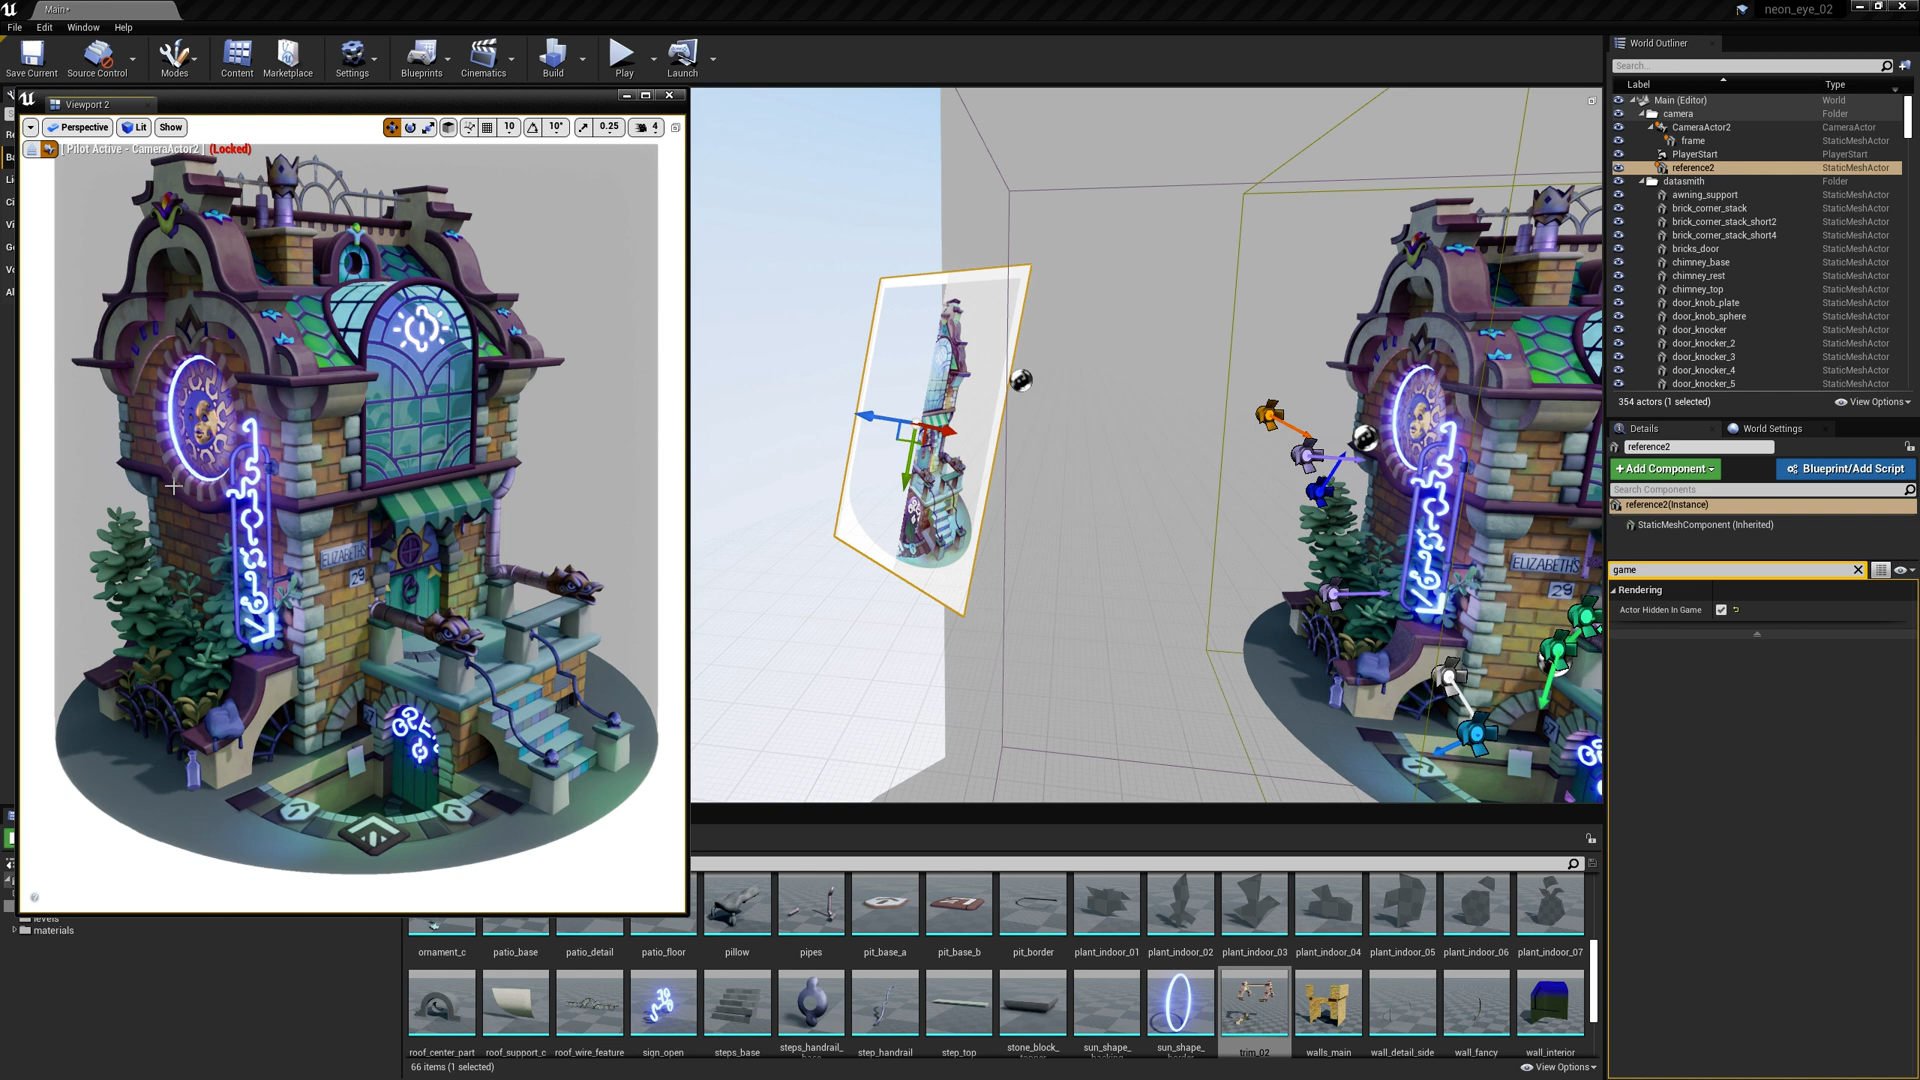 Main*
neon_eye_02
File Edit Window Help
Save Current Source Control Modes Content Marketplace Settings Blueprints Cinematics Build Play Launch
Viewport 2
Perspective Lit Show 10 10° 0.25 4
[ Pilot Active - CameraActor2 ] (Locked)
ELIZABETHS
29
ELIZABETHS
29
World Outliner
Search...
Label Type
Main (Editor) World
camera Folder
CameraActor2 CameraActor
frame StaticMeshActor
PlayerStart PlayerStart
reference2 StaticMeshActor
datasmith Folder
awning_support StaticMeshActor
brick_corner_stack StaticMeshActor
brick_corner_stack_short2 StaticMeshActor
brick_corner_stack_short4 StaticMeshActor
bricks_door StaticMeshActor
chimney_base StaticMeshActor
chimney_rest StaticMeshActor
chimney_top StaticMeshActor
door_knob_plate StaticMeshActor
door_knob_sphere StaticMeshActor
door_knocker StaticMeshActor
door_knocker_2 StaticMeshActor
door_knocker_3 StaticMeshActor
door_knocker_4 StaticMeshActor
door_knocker_5 StaticMeshActor
354 actors (1 selected) View Options
Details World Settings
reference2
+Add Component Blueprint/Add Script
Search Components
reference2(Instance)
StaticMeshComponent (Inherited)
game
Rendering
Actor Hidden In Game
levels
materials
ornament_c patio_base patio_detail patio_floor pillow pipes pit_base_a pit_base_b pit_border plant_indoor_01 plant_indoor_02 plant_indoor_03 plant_indoor_04 plant_indoor_05 plant_indoor_06 plant_indoor_07
roof_center_part roof_support_c roof_wire_feature sign_open steps_base steps_handrail_ step_handrail step_top stone_block_ sun_shape_ sun_shape_ trim_02 walls_main wall_detail_side wall_fancy wall_interior
66 items (1 selected) View Options